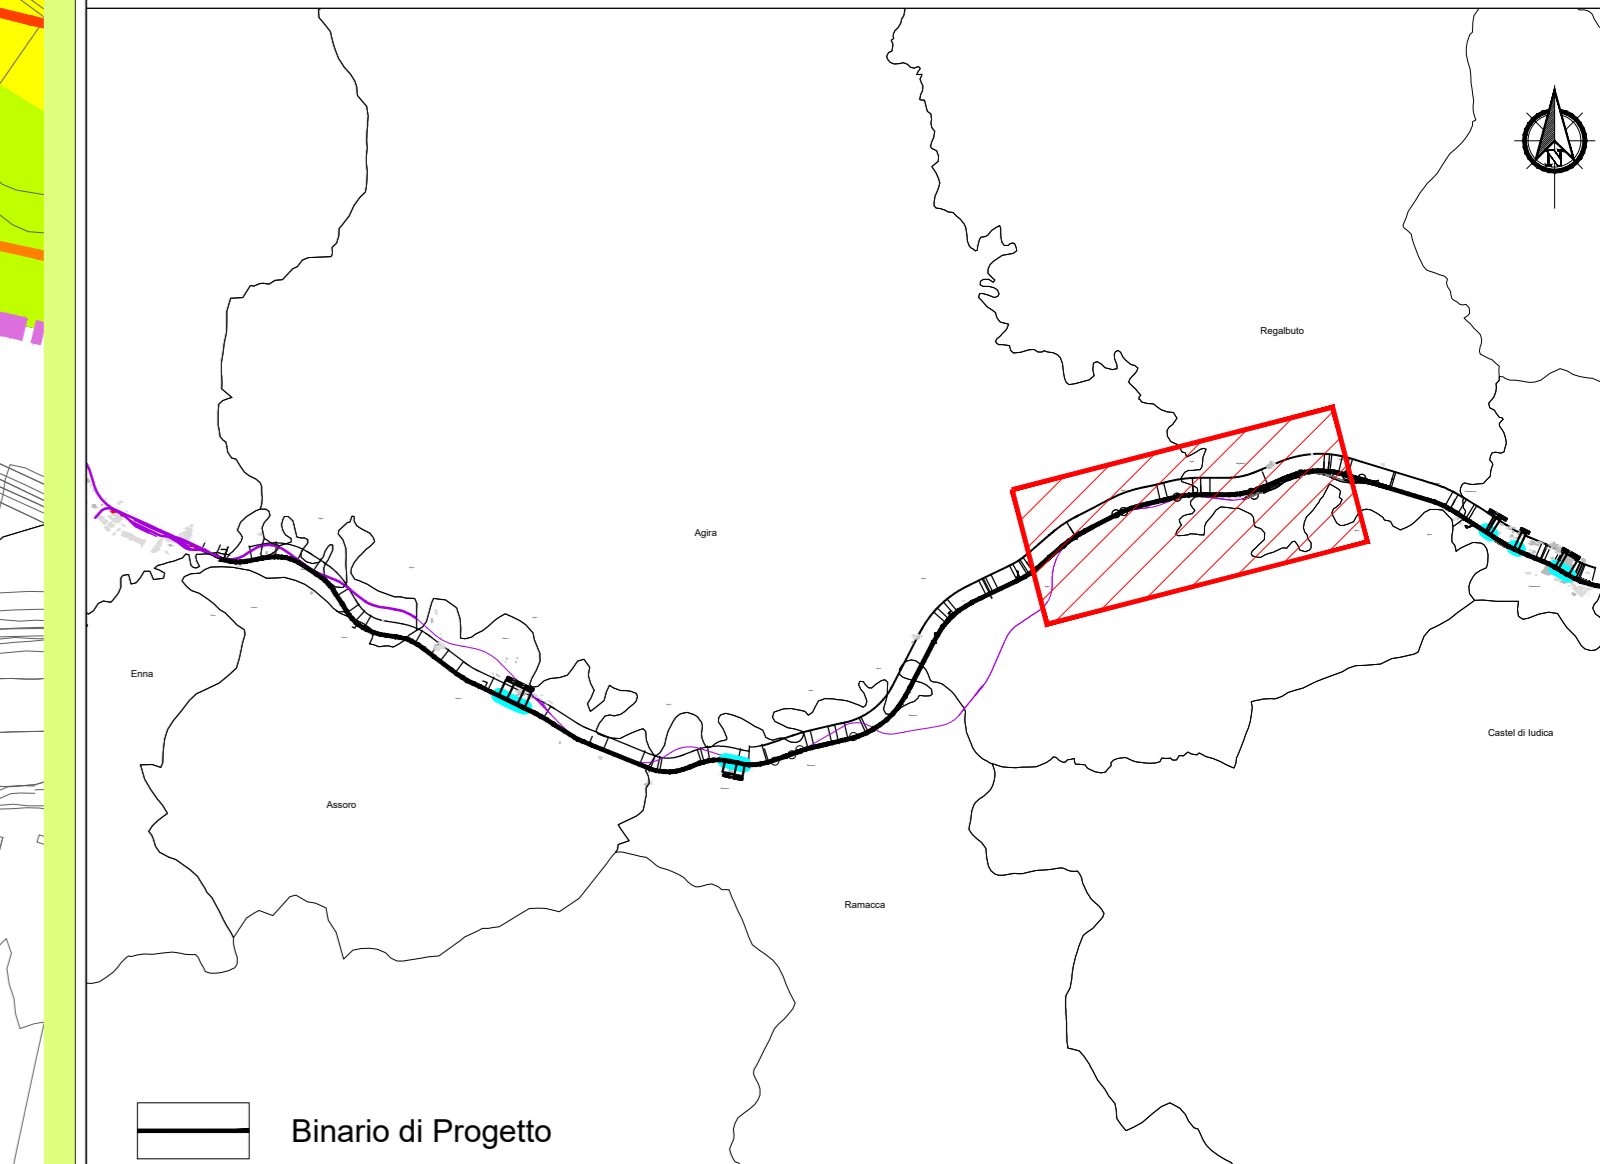 N
Regalbuto
Agira
Enna
Castel di Iudica
Assoro
Ramacca
Binario di Progetto